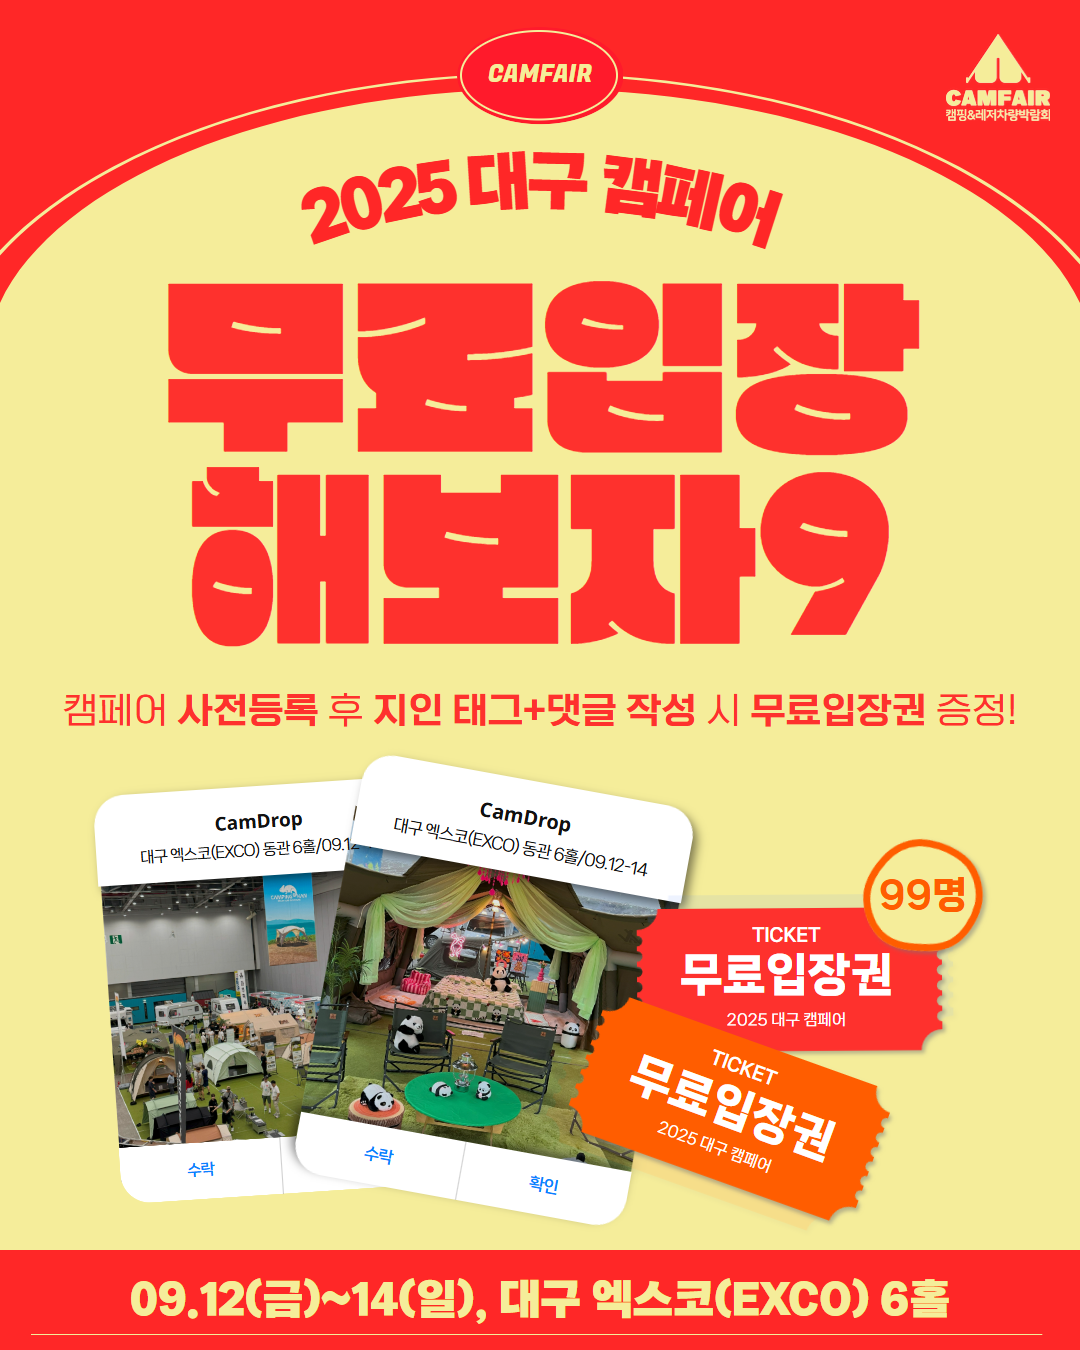 CAMFAIR
CAMFAIR
캠핑&레저차량박람회
2025 대구 캠페어
무료입장
해보자9
캠페어 사전등록 후 지인 태그+댓글 작성 시 무료입장권 증정!
CamDrop
대구 엑스코(EXCO) 동관 6홀/09.12
수락
CamDrop
대구 엑스코(EXCO) 동관 6홀/09.12-14
수락
확인
99명
TICKET
무료입장권
2025 대구 캠페어
TICKET
무료입장권
2025 대구 캠페어
09.12(금)~14(일), 대구 엑스코(EXCO) 6홀